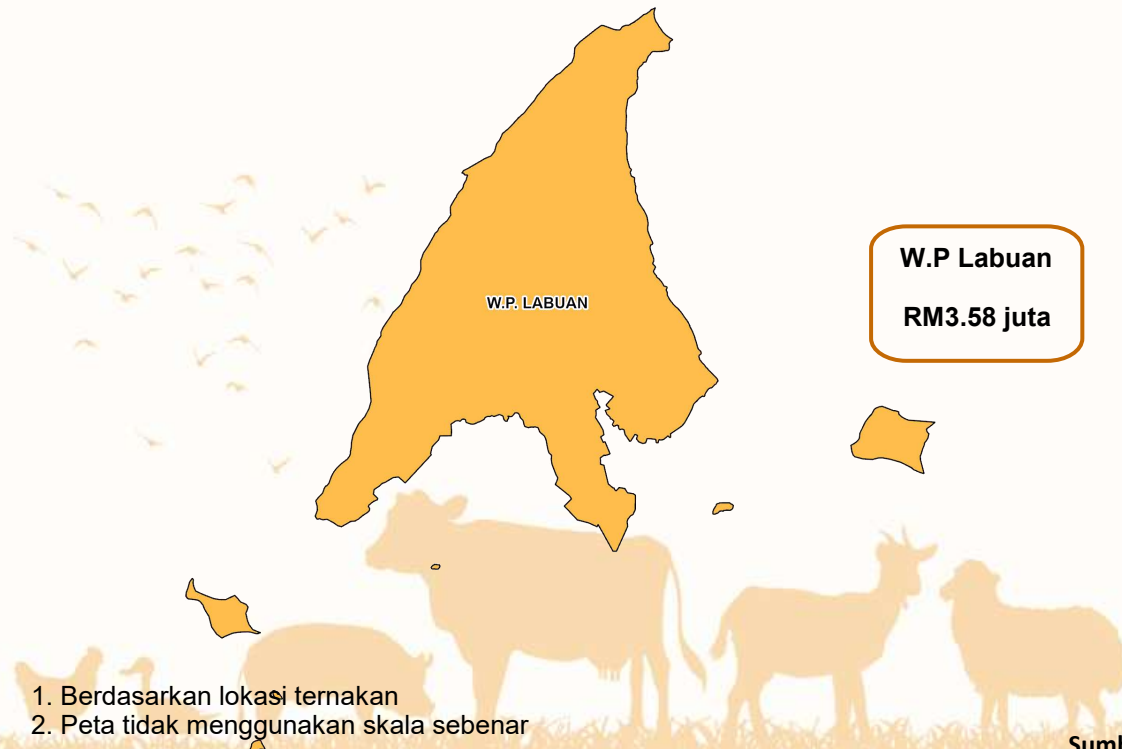 W.P. LABUAN
W.P Labuan
RM3.58 juta
1. Berdasarkan lokasi ternakan
2. Peta tidak menggunakan skala sebenar